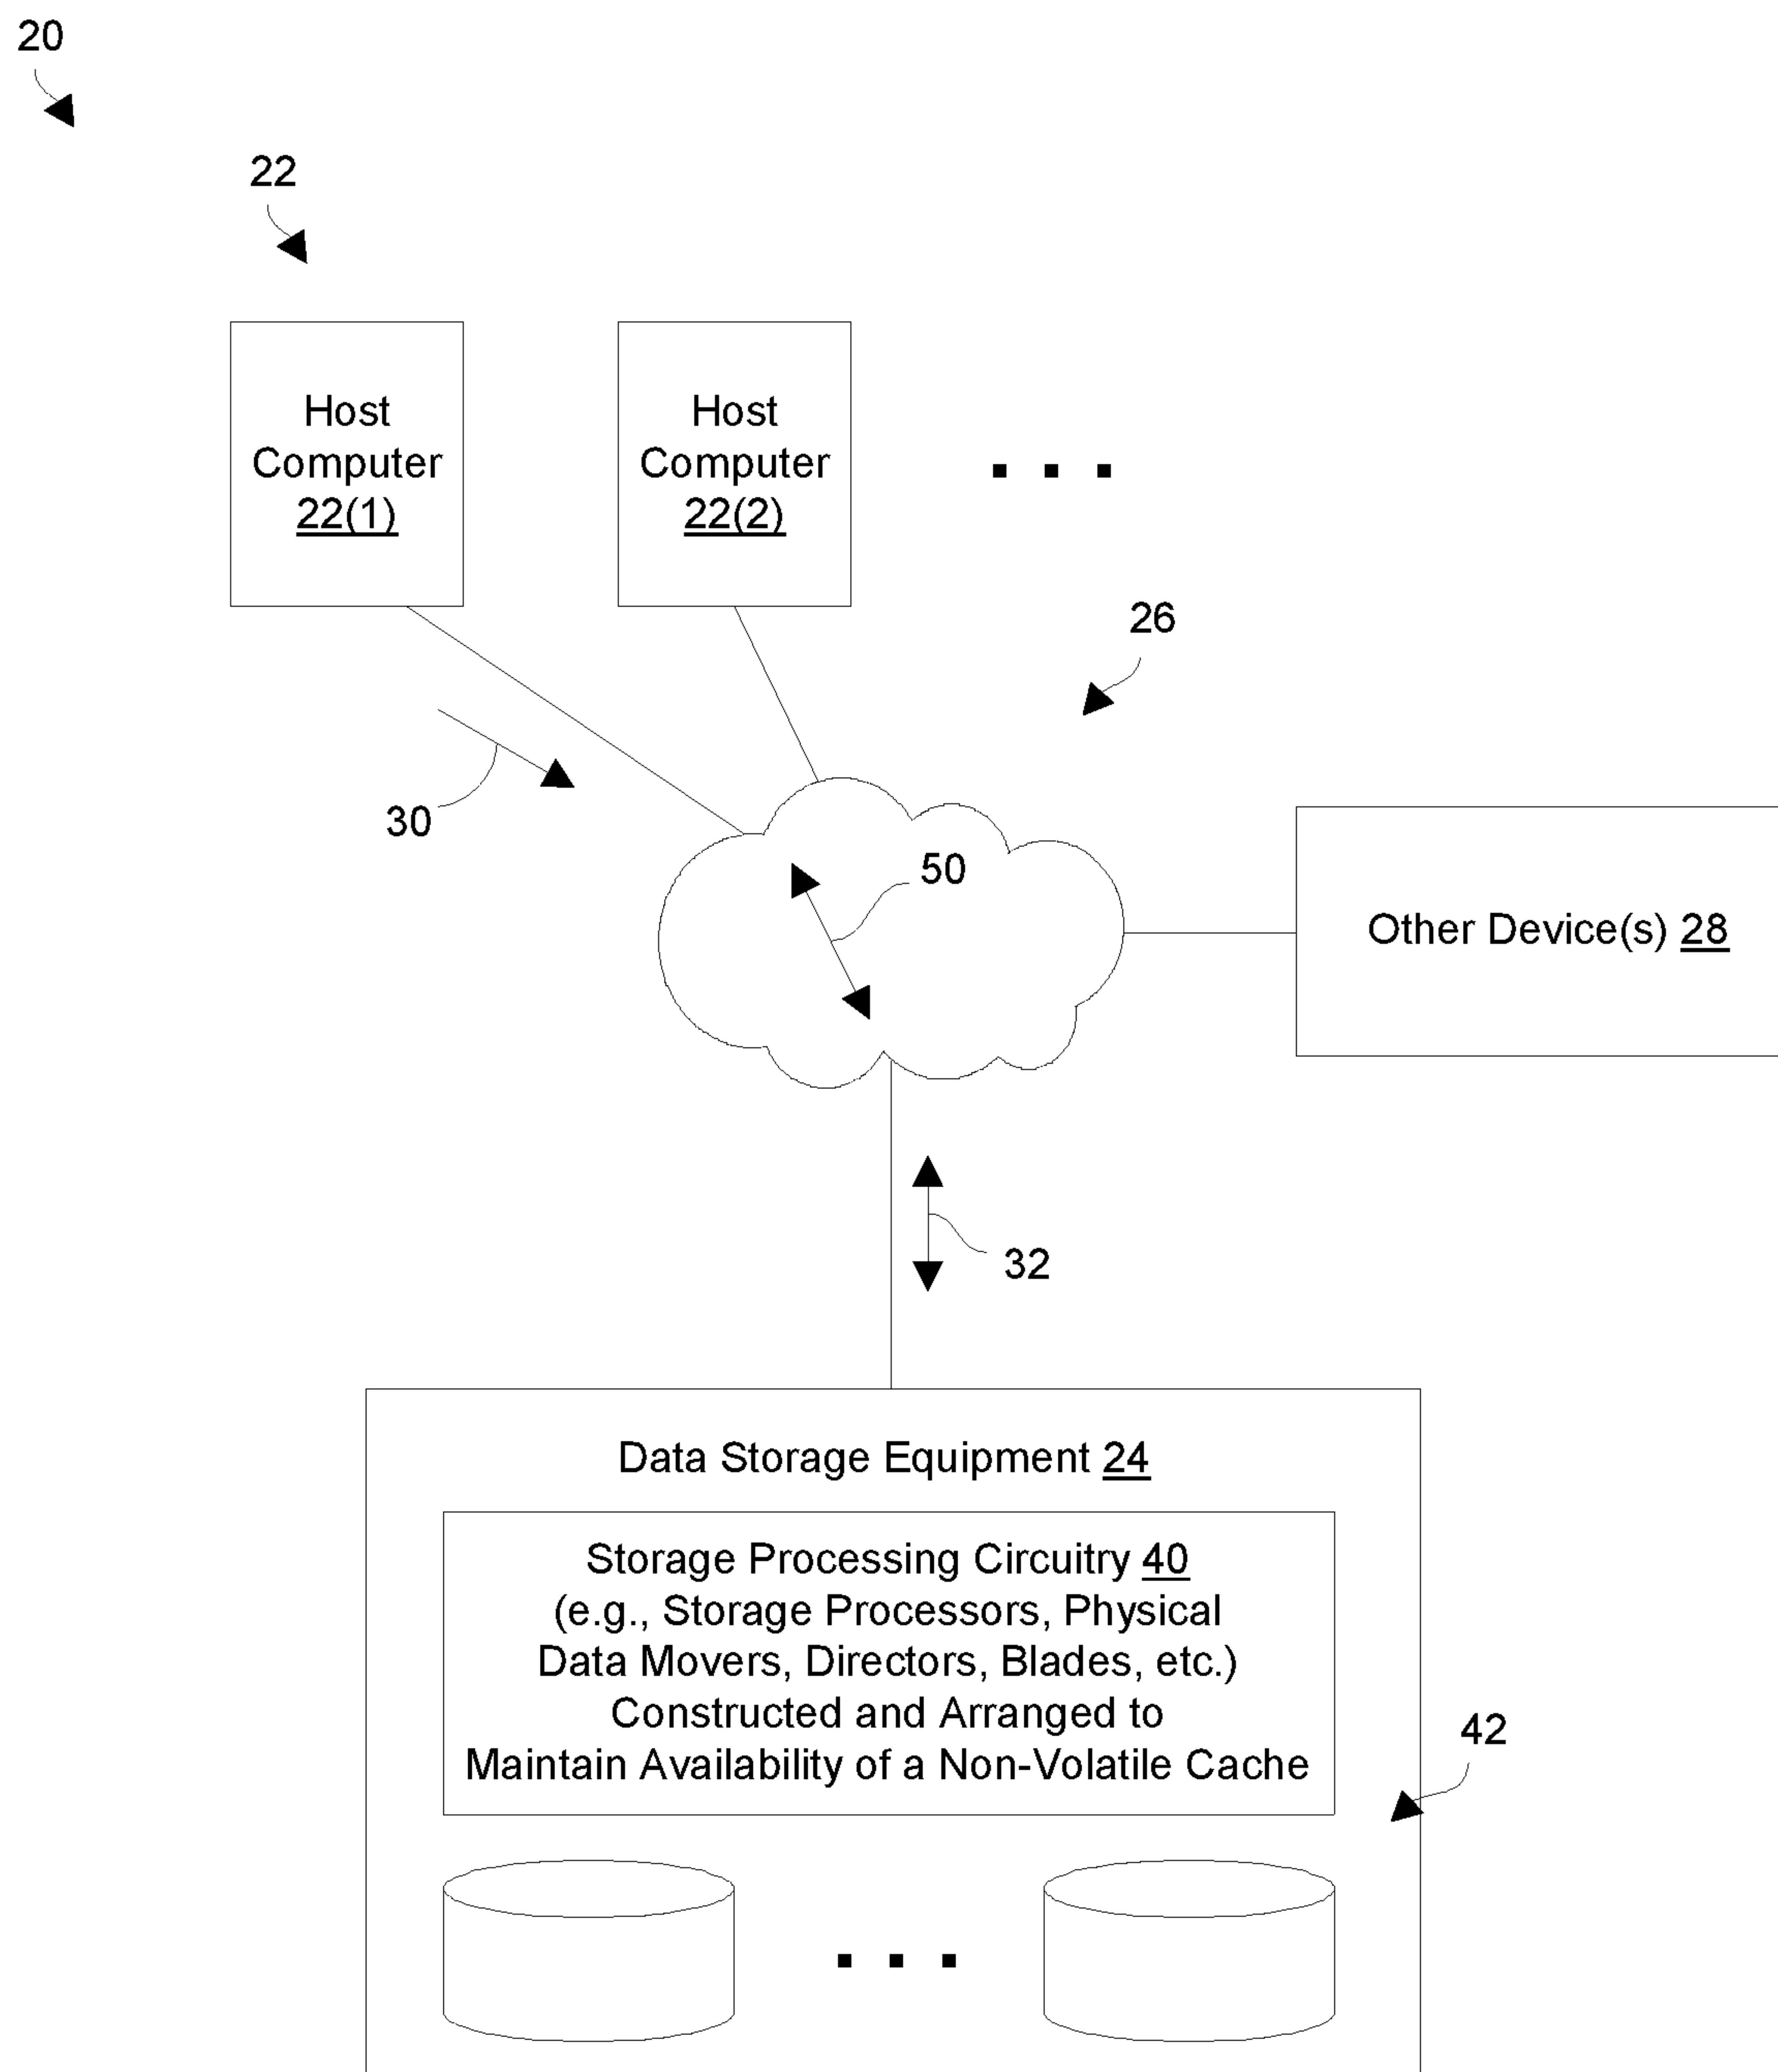 20
22
Host
Computer
22(1)
Host
Computer
22(2)
26
30
50
Other Device(s) 28
32
Data Storage Equipment 24
Storage Processing Circuitry 40
(e.g., Storage Processors, Physical
Data Movers, Directors, Blades, etc.)
Constructed and Arranged to
Maintain Availability of a Non-Volatile Cache
42